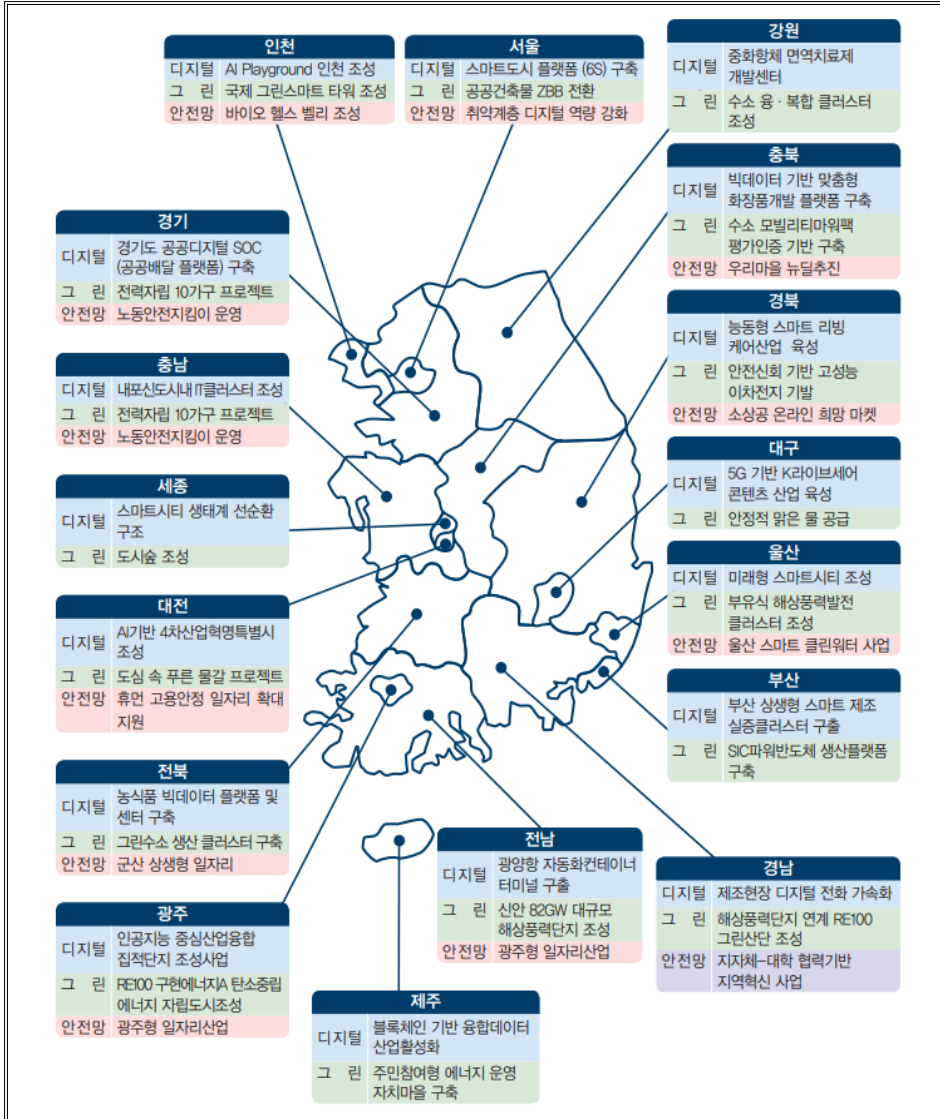 인천
디지털 AI Playground 인천 조성
그 린 국제 그린스마트 타워 조성
안전망 바이오 헬스 벨리 조성
서울
디지털 스마트도시 플랫폼 (6S) 구축
그 린 공공건축물 ZBB 전환
안전망 취약계층 디지털 역량 강화
강원
디지털 중화항체 면역치료제
개발센터
그 린 수소 융·복합 클러스터
조성
충북
디지털 빅데이터 기반 맞춤형
화장품개발 플랫폼 구축
그 린 수소 모빌리티마워팩
평가인증 기반 구축
안전망 우리마을 뉴딜추진
경기
디지털 경기도 공공디지털 SOC
(공공배달 플랫폼) 구축
그 린 전력자립 10가구 프로젝트
안전망 노동안전지킴이 운영
경북
디지털 능동형 스마트 리빙
케어산업 육성
그 린 안전신회 기반 고성능
이차전지 기발
안전망 소상공 온라인 희망 마켓
충남
디지털 내포신도시내 IT클러스터 조성
그 린 전력자립 10가구 프로젝트
안전망 노동안전지킴이 운영
대구
디지털 5G 기반 K라이브세어
콘텐츠 산업 육성
그 린 안정적 맑은 물 공급
세종
디지털 스마트시티 생태계 선순환
구조
그 린 도시숲 조성
울산
디지털 미래형 스마트시티 조성
그 린 부유식 해상풍력발전
클러스터 조성
안전망 울산 스마트 클린워터 사업
대전
디지털 AI기반 4차산업혁명특별시
조성
그 린 도심 속 푸른 물갈 프로젝트
안전망 휴먼 고용안정 일자리 확대
지원
부산
디지털 부산 상생형 스마트 제조
실증클러스터 구출
그 린 SIC파워반도체 생산플랫폼
구축
전북
디지털 농식품 빅데이터 플랫폼 및
센터 구축
그 린 그린수소 생산 클러스터 구축
안전망 군산 상생형 일자리
전남
디지털 광양항 자동화컨테이너
터미널 구출
그 린 신안 82GW 대규모
해상풍력단지 조성
안전망 광주형 일자리산업
경남
디지털 제조현장 디지털 전화 가속화
그 린 해상풍력단지 연계 RE100
그린산단 조성
안전망 지자체-대학 협력기반
지역혁신 사업
광주
디지털 인공지능 중심산업융합
집적단지 조성사업
그 린 RE100 구현에너지A 탄소중립
에너지 자립도시조성
안전망 광주형 일자리산업
제주
디지털 블록체인 기반 융합데이터
산업활성화
그 린 주민참여형 에너지 운영
자치마을 구축